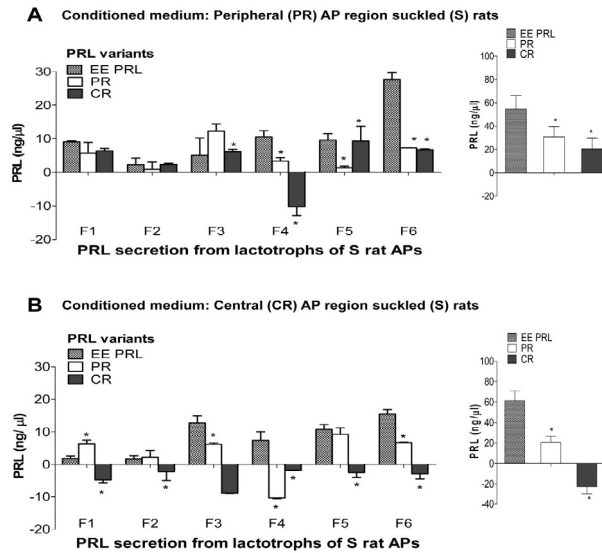 A Conditioned medium: Peripheral (PR) AP region suckled (S) rats
PRL variants
EE PRL
PR
CR
PRL (ng/µl)
30
20
10
0
-10
-20
F1 F2 F3 F4 F5 F6
* * * * * * * *
PRL secretion from lactotrophs of S rat APs
EE PRL
PR
CR
PRL (ng/µl)
100
80
60
40
20
0
-20
* *
B Conditioned medium: Central (CR) AP region suckled (S) rats
PRL variants
EE PRL
PR
CR
PRL (ng/µl)
30
20
10
0
-10
-20
F1 F2 F3 F4 F5 F6
* * * * * * * * *
PRL secretion from lactotrophs of S rat APs
EE PRL
PR
CR
PRL (ng/µl)
100
80
60
40
20
0
-20
-40
* *